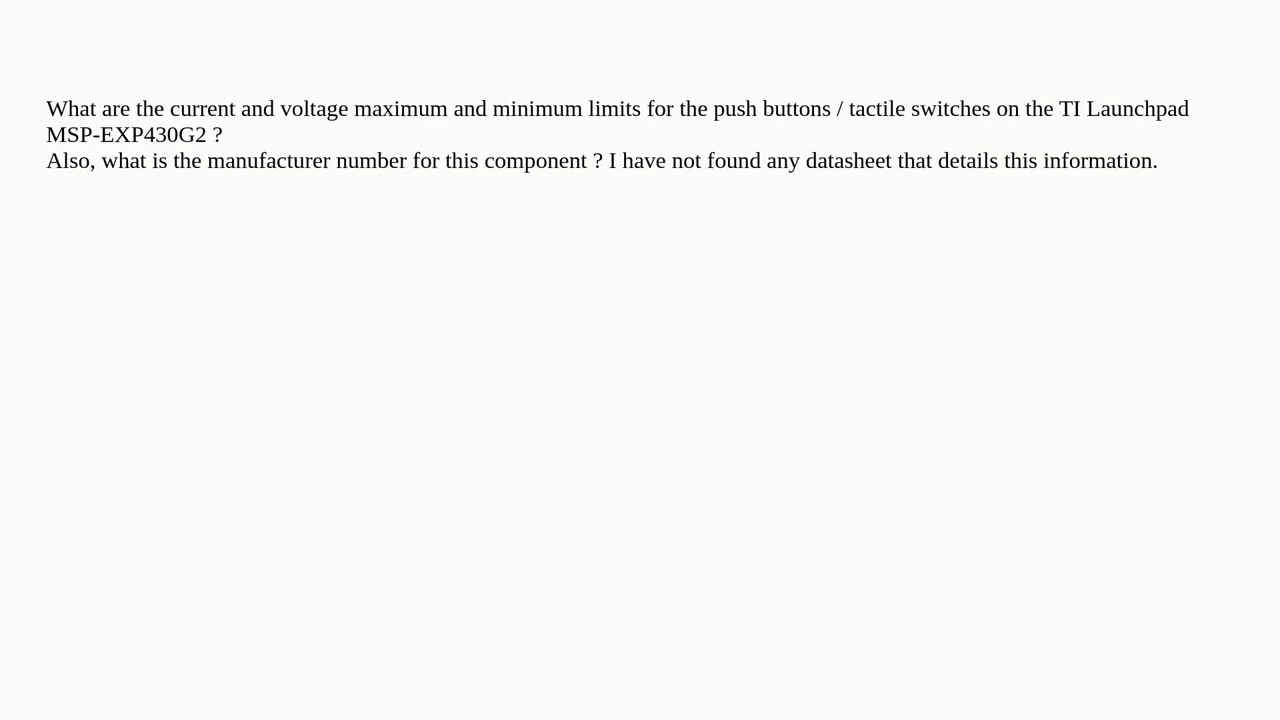 What are the current and voltage maximum and minimum limits for the push buttons / tactile switches on the TI Launchpad
MSP-EXP430G2 ?
Also, what is the manufacturer number for this component ? I have not found any datasheet that details this information.